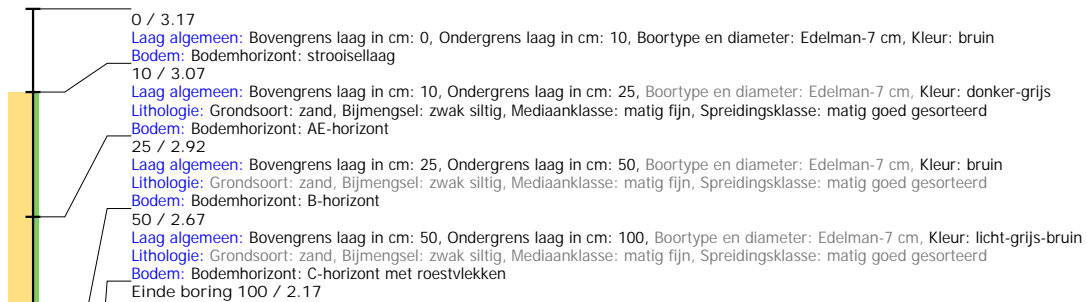 0 / 3.17
Laag algemeen: Bovengrens laag in cm: 0, Ondergrens laag in cm: 10, Boortype en diameter: Edelman-7 cm, Kleur: bruin
Bodem: Bodemhorizont: strooisellaag
10 / 3.07
Laag algemeen: Bovengrens laag in cm: 10, Ondergrens laag in cm: 25, Boortype en diameter: Edelman-7 cm, Kleur: donker-grijs
Lithologie: Grondsoort: zand, Bijmengsel: zwak siltig, Mediaanklasse: matig fijn, Spreidingsklasse: matig goed gesorteerd
Bodem: Bodemhorizont: AE-horizont
25 / 2.92
Laag algemeen: Bovengrens laag in cm: 25, Ondergrens laag in cm: 50, Boortype en diameter: Edelman-7 cm, Kleur: bruin
Lithologie: Grondsoort: zand, Bijmengsel: zwak siltig, Mediaanklasse: matig fijn, Spreidingsklasse: matig goed gesorteerd
Bodem: Bodemhorizont: B-horizont
50 / 2.67
Laag algemeen: Bovengrens laag in cm: 50, Ondergrens laag in cm: 100, Boortype en diameter: Edelman-7 cm, Kleur: licht-grijs-bruin
Lithologie: Grondsoort: zand, Bijmengsel: zwak siltig, Mediaanklasse: matig fijn, Spreidingsklasse: matig goed gesorteerd
Bodem: Bodemhorizont: C-horizont met roestvlekken
Einde boring 100 / 2.17